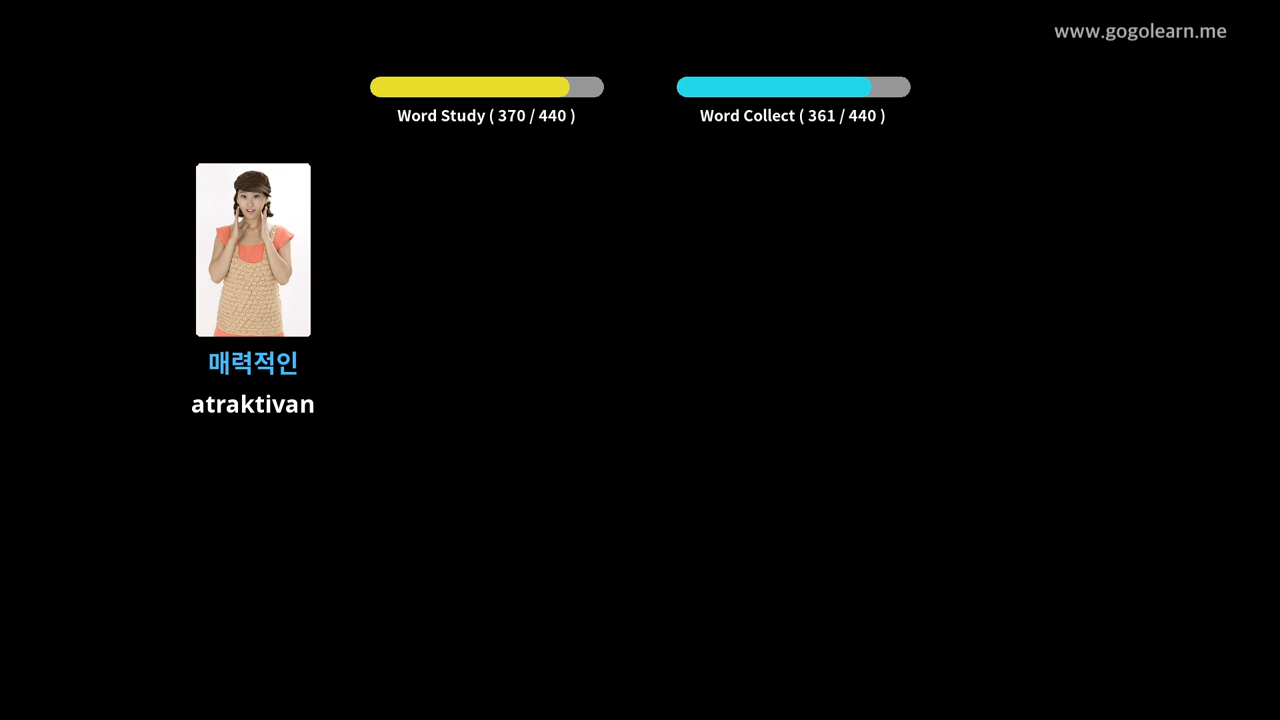 www.gogolearn.me
Word Study ( 370 / 440 )
Word Collect ( 361 / 440 )
매력적인
atraktivan